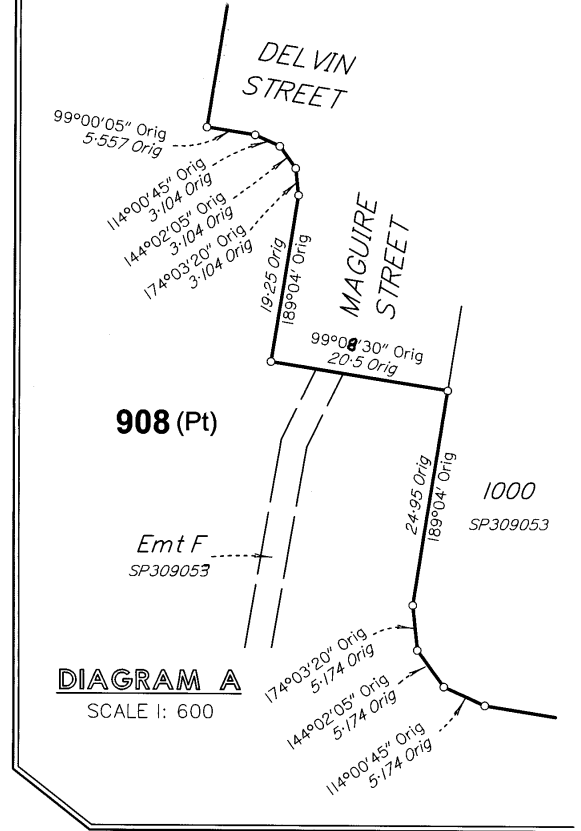 DELVIN
STREET
99°00'05" Orig
5·557 Orig
114°00'45" Orig
3·104 Orig
144°02'05" Orig
3·104 Orig
174°03'20" Orig
3·104 Orig
19·25 Orig
189°04' Orig
MAGUIRE
STREET
99°08'30" Orig
20·5 Orig
908 (Pt)
24·95 Orig
189°04' Orig
1000
SP309053
Emt F
SP309053
174°03'20" Orig
5·174 Orig
144°02'05" Orig
5·174 Orig
114°00'45" Orig
5·174 Orig
DIAGRAM A
SCALE 1: 600